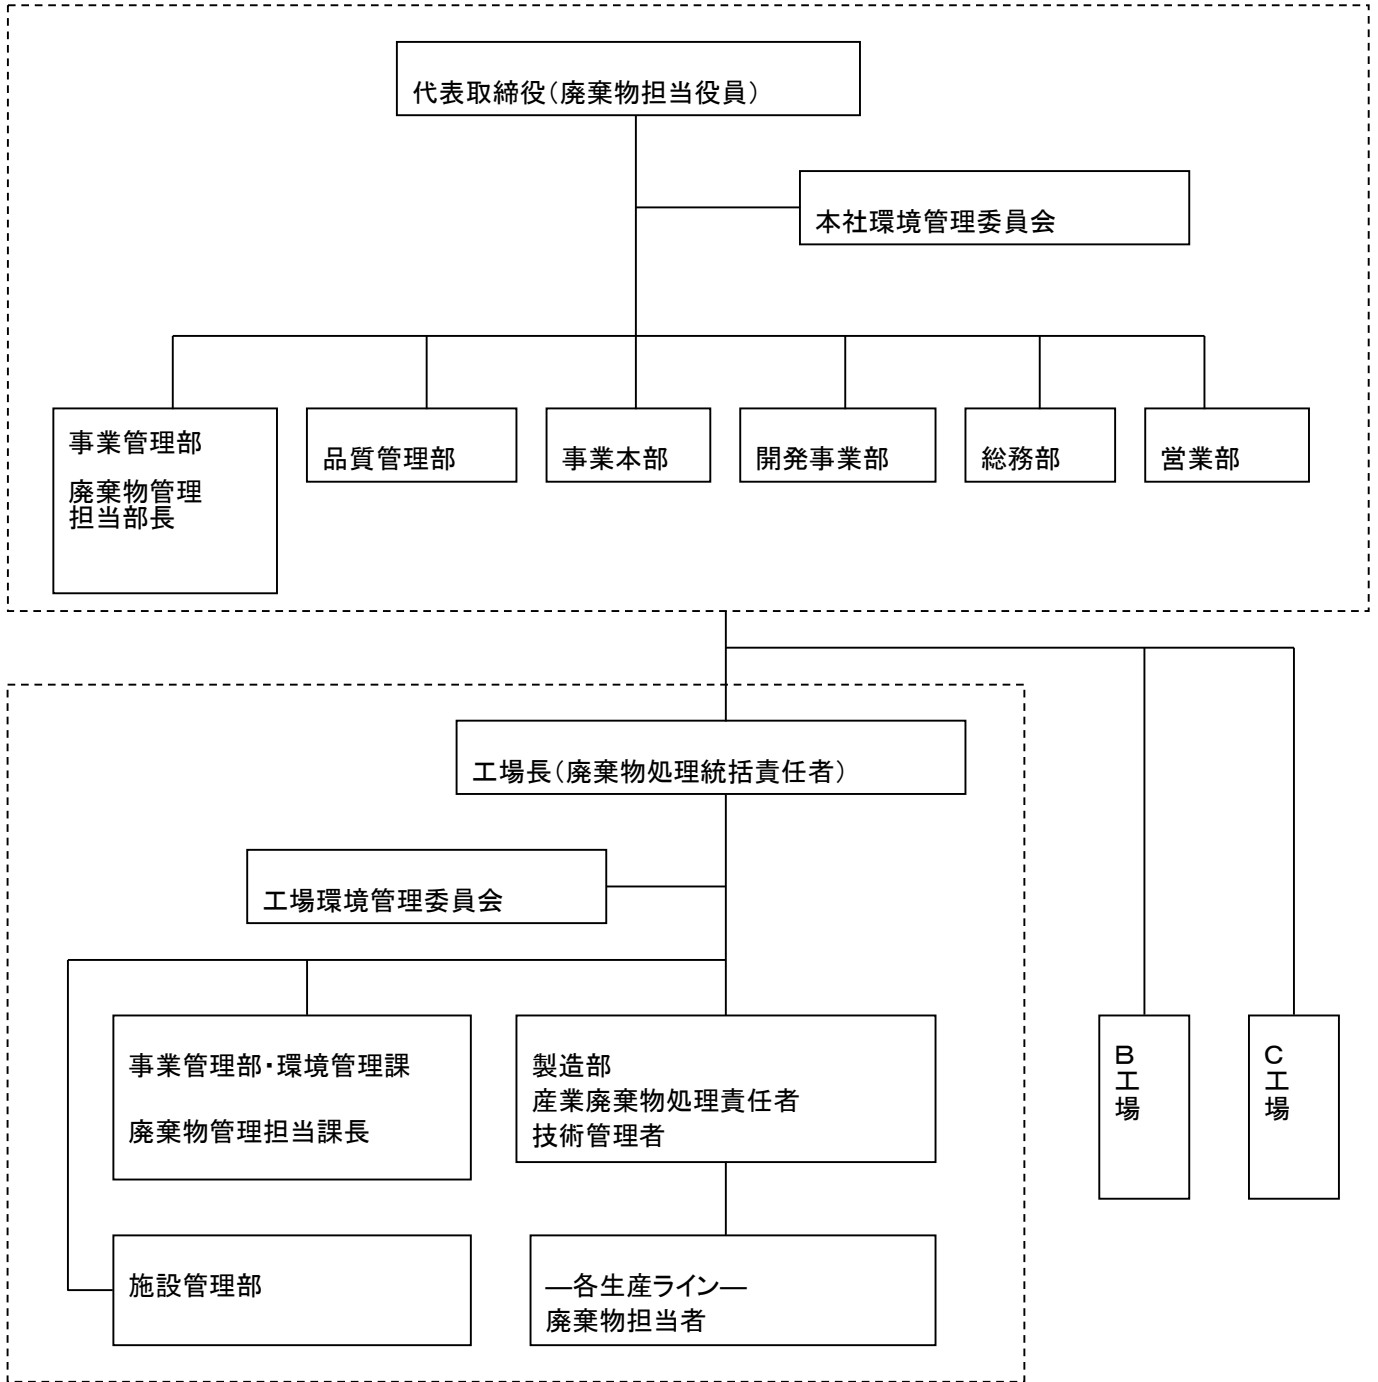 代表取締役（廃棄物担当役員）
本社環境管理委員会
事業管理部
廃棄物管理
担当部長
品質管理部
事業本部
開発事業部
総務部
営業部
工場長（廃棄物処理統括責任者）
工場環境管理委員会
事業管理部・環境管理課
廃棄物管理担当課長
製造部
産業廃棄物処理責任者
技術管理者
施設管理部
―各生産ライン―
廃棄物担当者
Ｂ工場
Ｃ工場